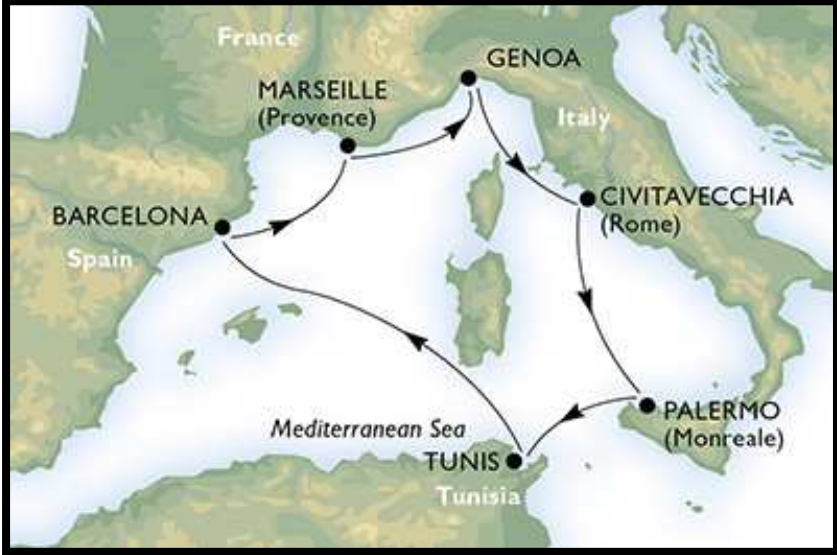 France
GENOA
MARSEILLE
(Provence)
Italy
CIVITAVECCHIA
(Rome)
BARCELONA
Spain
PALERMO
(Monreale)
Mediterranean Sea
TUNIS
Tunisia